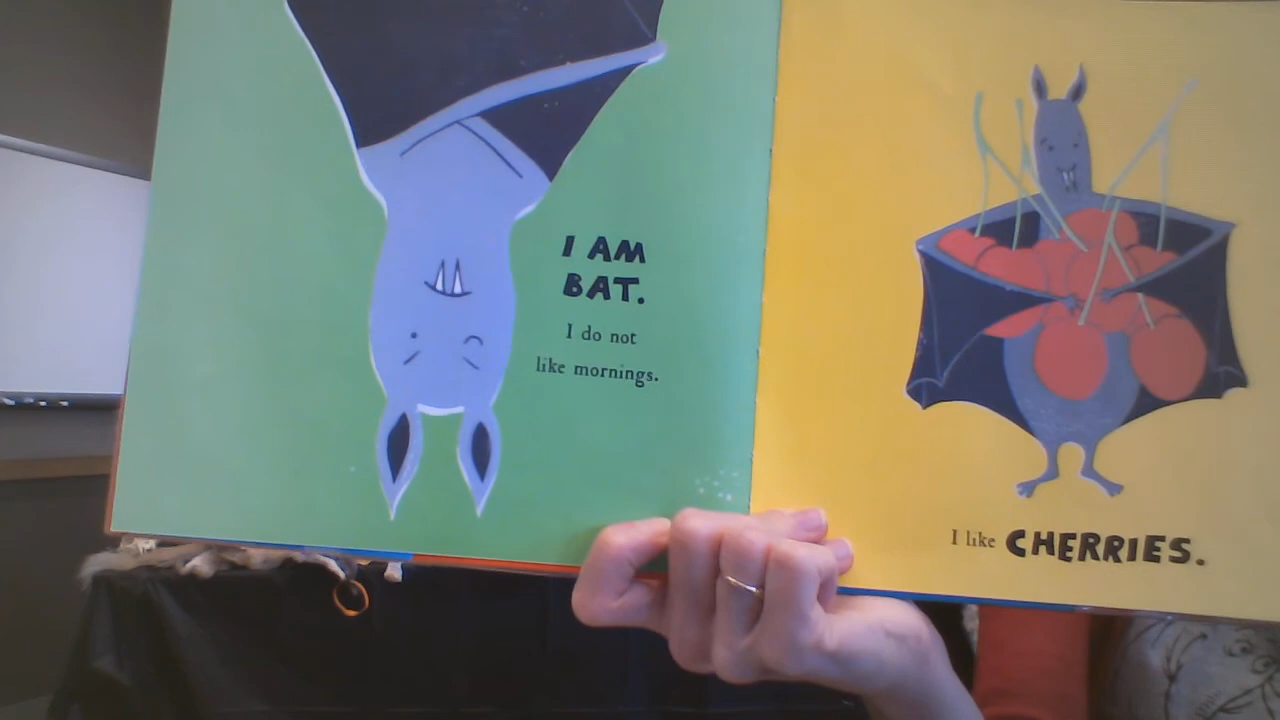 I AM
BAT.
I do not
like mornings.
I like CHERRIES.